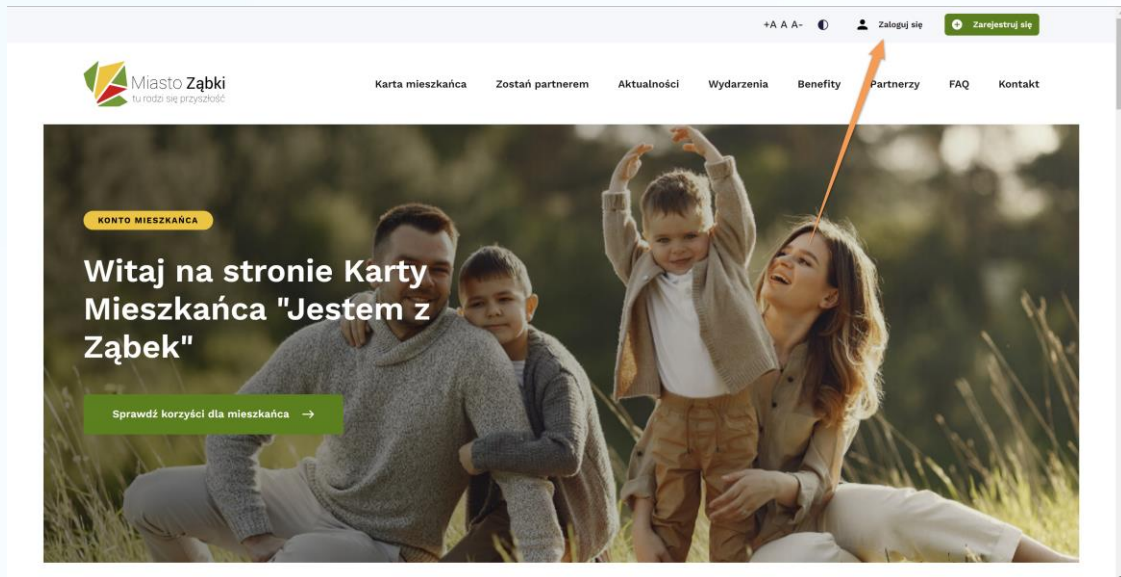 +A A A-
Zaloguj się
Zarejestruj się
Miasto Ząbki
tu rodzi się przyszłość
Karta mieszkańca Zostań partnerem Aktualności Wydarzenia Benefity Partnerzy FAQ Kontakt
KONTO MIESZKAŃCA
Witaj na stronie Karty
Mieszkańca "Jestem z
Ząbek"
Sprawdź korzyści dla mieszkańca →